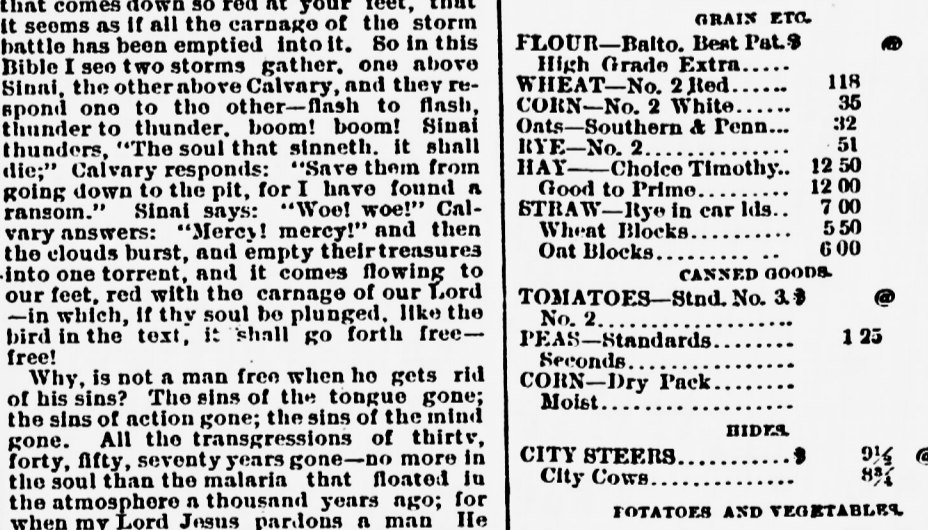 that comes down so red at your feet, that
it seems as if all the carnage of the storm
battle has been emptied into it. So in this
Bible I see two storms gather, one above
Sinai, the other above Calvary, and they re-
spond one to the other—flash to flash,
thunder to thunder, boom! boom! Sinai
thunders, "The soul that sinneth. it shall
die;" Calvary responds: "Save them from
going down to the pit, for I have found a
ransom." Sinai says: "Woe! woe!" Cal-
vary answers: "Mercy! mercy!" and then
the clouds burst, and empty their treasures
into one torrent, and it comes flowing to
our feet, red with the carnage of our Lord
—in which, if thy soul be plunged, like the
bird in the text, it shall go forth free—
free!
Why, is not a man free when he gets rid
of his sins? The sins of the tongue gone;
the sins of action gone; the sins of the mind
gone. All the transgressions of thirty,
forty, fifty, seventy years gone—no more in
the soul than the malaria that floated in
the atmosphere a thousand years ago; for
when my Lord Jesus pardons a man He
GRAIN ETC.
FLOUR—Balto. Best Pat.$ @
High Grade Extra.....
WHEAT—No. 2 Red...... 118
CORN—No. 2 White...... 35
Oats—Southern & Penn... 32
RYE—No. 2.............. 51
HAY——Choice Timothy.. 12 50
Good to Prime......... 12 00
STRAW—Rye in car lds.. 7 00
Wheat Blocks.......... 5 50
Oat Blocks.......... .. 6 00
CANNED GOODS.
TOMATOES—Stnd. No. 3.$ @
No. 2...................
PEAS—Standards........ 1 25
Seconds.................
CORN—Dry Pack........
Moist...................
HIDES.
CITY STEERS...........$ 9½ @
City Cows.............. 8¾
POTATOES AND VEGETABLES.